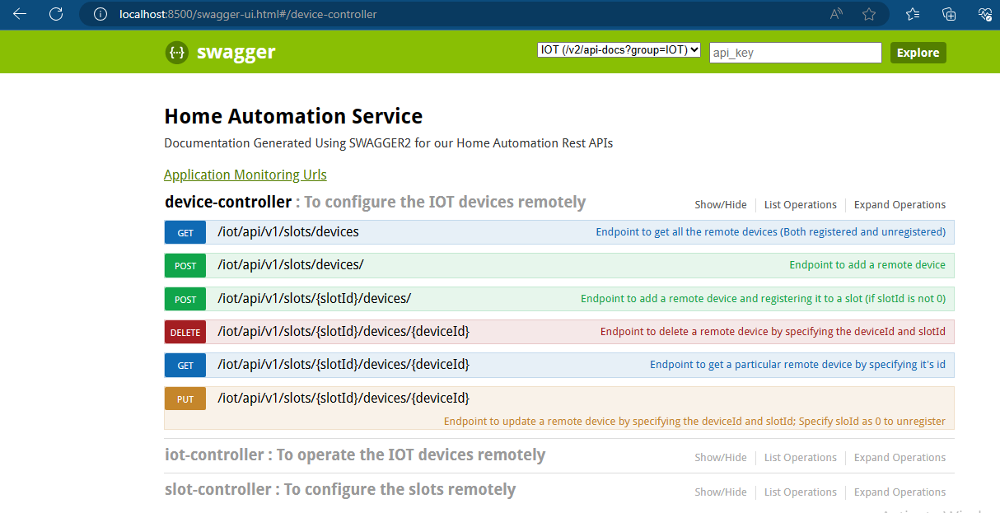 localhost:8500/swagger-ui.html#/device-controller
{··} swagger IOT (/v2/api-docs?group=IOT) api_key Explore
Home Automation Service
Documentation Generated Using SWAGGER2 for our Home Automation Rest APIs
Application Monitoring Urls
device-controller : To configure the IOT devices remotely Show/Hide List Operations Expand Operations
GET /iot/api/v1/slots/devices Endpoint to get all the remote devices (Both registered and unregistered)
POST /iot/api/v1/slots/devices/ Endpoint to add a remote device
POST /iot/api/v1/slots/{slotId}/devices/ Endpoint to add a remote device and registering it to a slot (if slotId is not 0)
DELETE /iot/api/v1/slots/{slotId}/devices/{deviceId} Endpoint to delete a remote device by specifying the deviceId and slotId
GET /iot/api/v1/slots/{slotId}/devices/{deviceId} Endpoint to get a particular remote device by specifying it's id
PUT /iot/api/v1/slots/{slotId}/devices/{deviceId}
Endpoint to update a remote device by specifying the deviceId and slotId; Specify sloId as 0 to unregister
iot-controller : To operate the IOT devices remotely Show/Hide List Operations Expand Operations
slot-controller : To configure the slots remotely Show/Hide List Operations Expand Operations